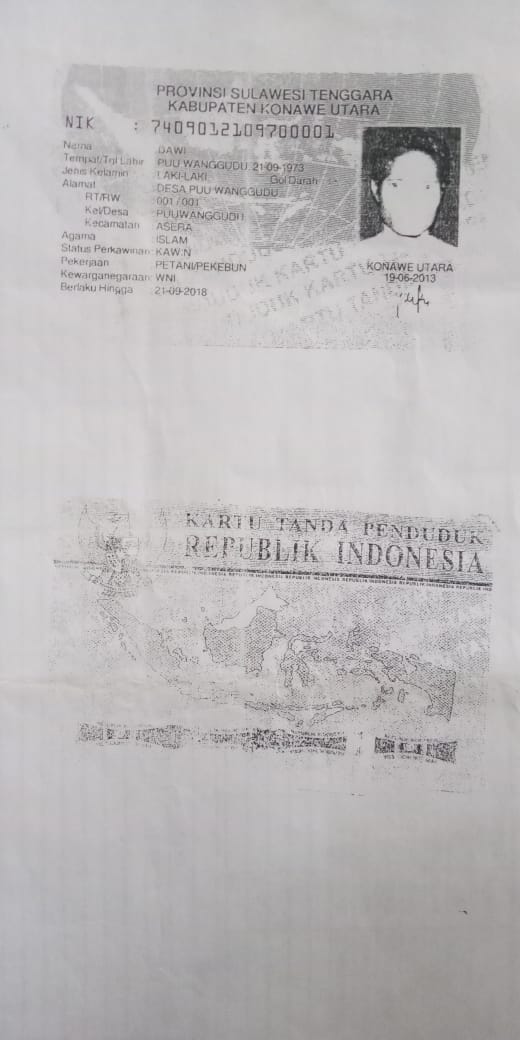 PROVINSI SULAWESI TENGGARA
KABUPATEN KONAWE UTARA
NIK : 7409012109700001
Nama : DAWI
Tempat/Tgl Lahir : PUU WANGGUDU, 21-09-1973
Jenis Kelamin : LAKI-LAKI Gol Darah : -
Alamat : DESA PUU WANGGUDU
RT/RW : 001 / 001
Kel/Desa : PUUWANGGUDU
Kecamatan : ASERA
Agama : ISLAM
Status Perkawinan : KAWIN
Pekerjaan : PETANI/PEKEBUN
Kewarganegaraan : WNI
Berlaku Hingga : 21-09-2018
KONAWE UTARA
19-06-2013
KARTU TANDA PENDUDUK
REPUBLIK INDONESIA